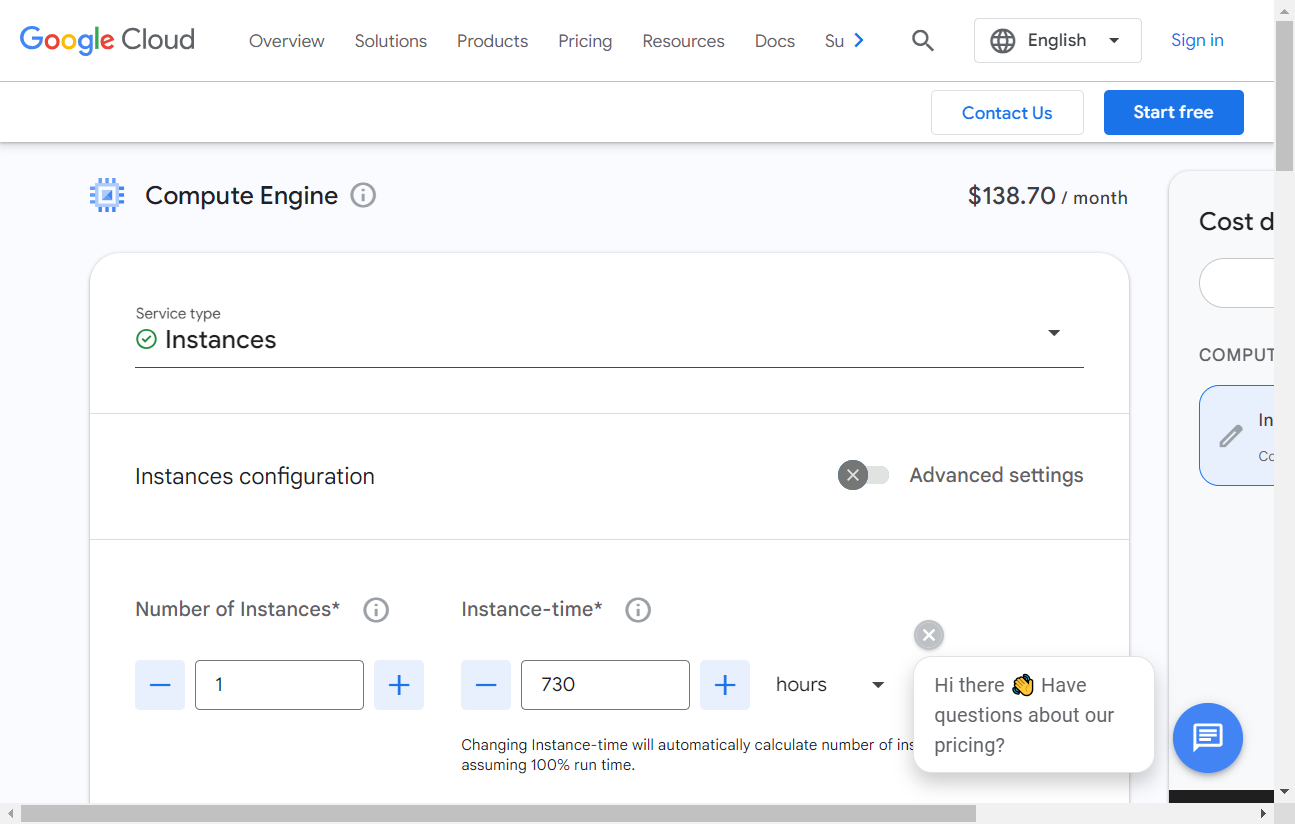 Google Cloud
Overview Solutions Products Pricing Resources Docs Su English Sign in
Contact Us Start free
Compute Engine
$138.70 / month
Cost d
Service type
Instances
COMPUT
In
Co
Instances configuration
Advanced settings
Number of Instances*
Instance-time*
1
730
hours
Changing Instance-time will automatically calculate number of ins
assuming 100% run time.
Hi there 👋 Have
questions about our
pricing?